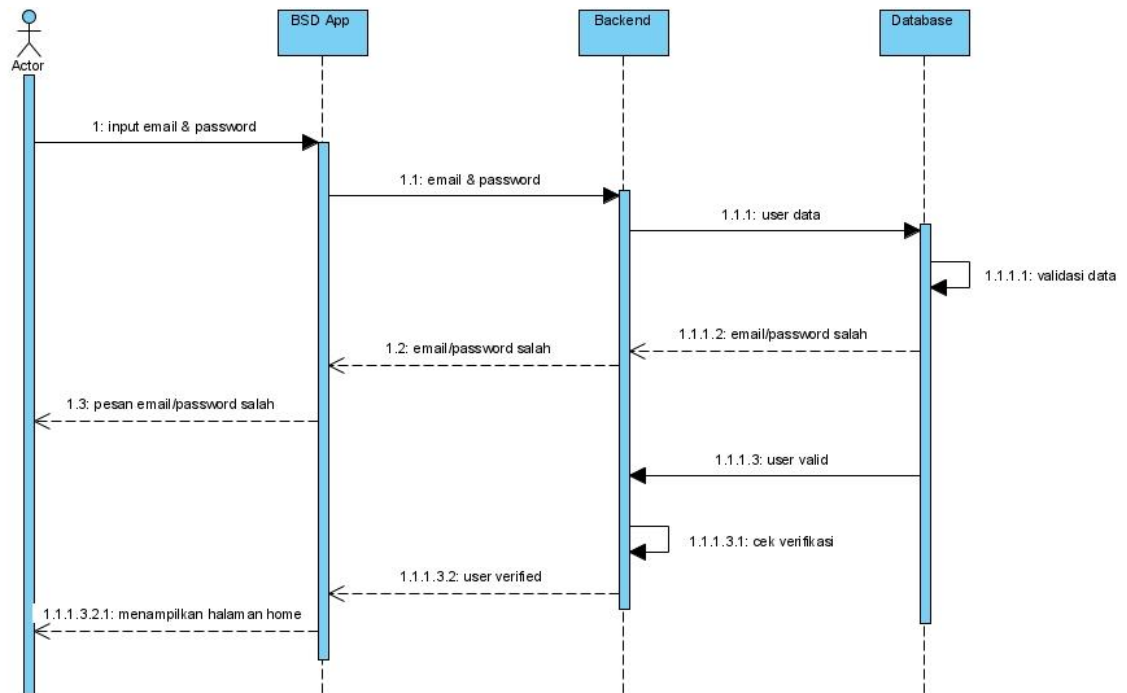 BSD App
Backend
Database
Actor
1: input email & password
1.1: email & password
1.1.1: user data
1.1.1.1: validasi data
1.1.1.2: email/password salah
1.2: email/password salah
1.3: pesan email/password salah
1.1.1.3: user valid
1.1.1.3.1: cek verifikasi
1.1.1.3.2: user verified
1.1.1.3.2.1: menampilkan halaman home